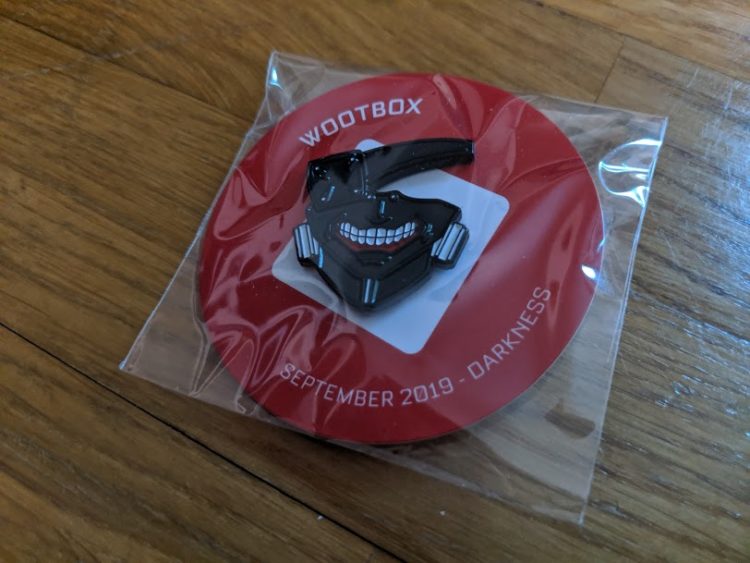 WOOTBOX
SEPTEMBER 2019 - DARKNESS